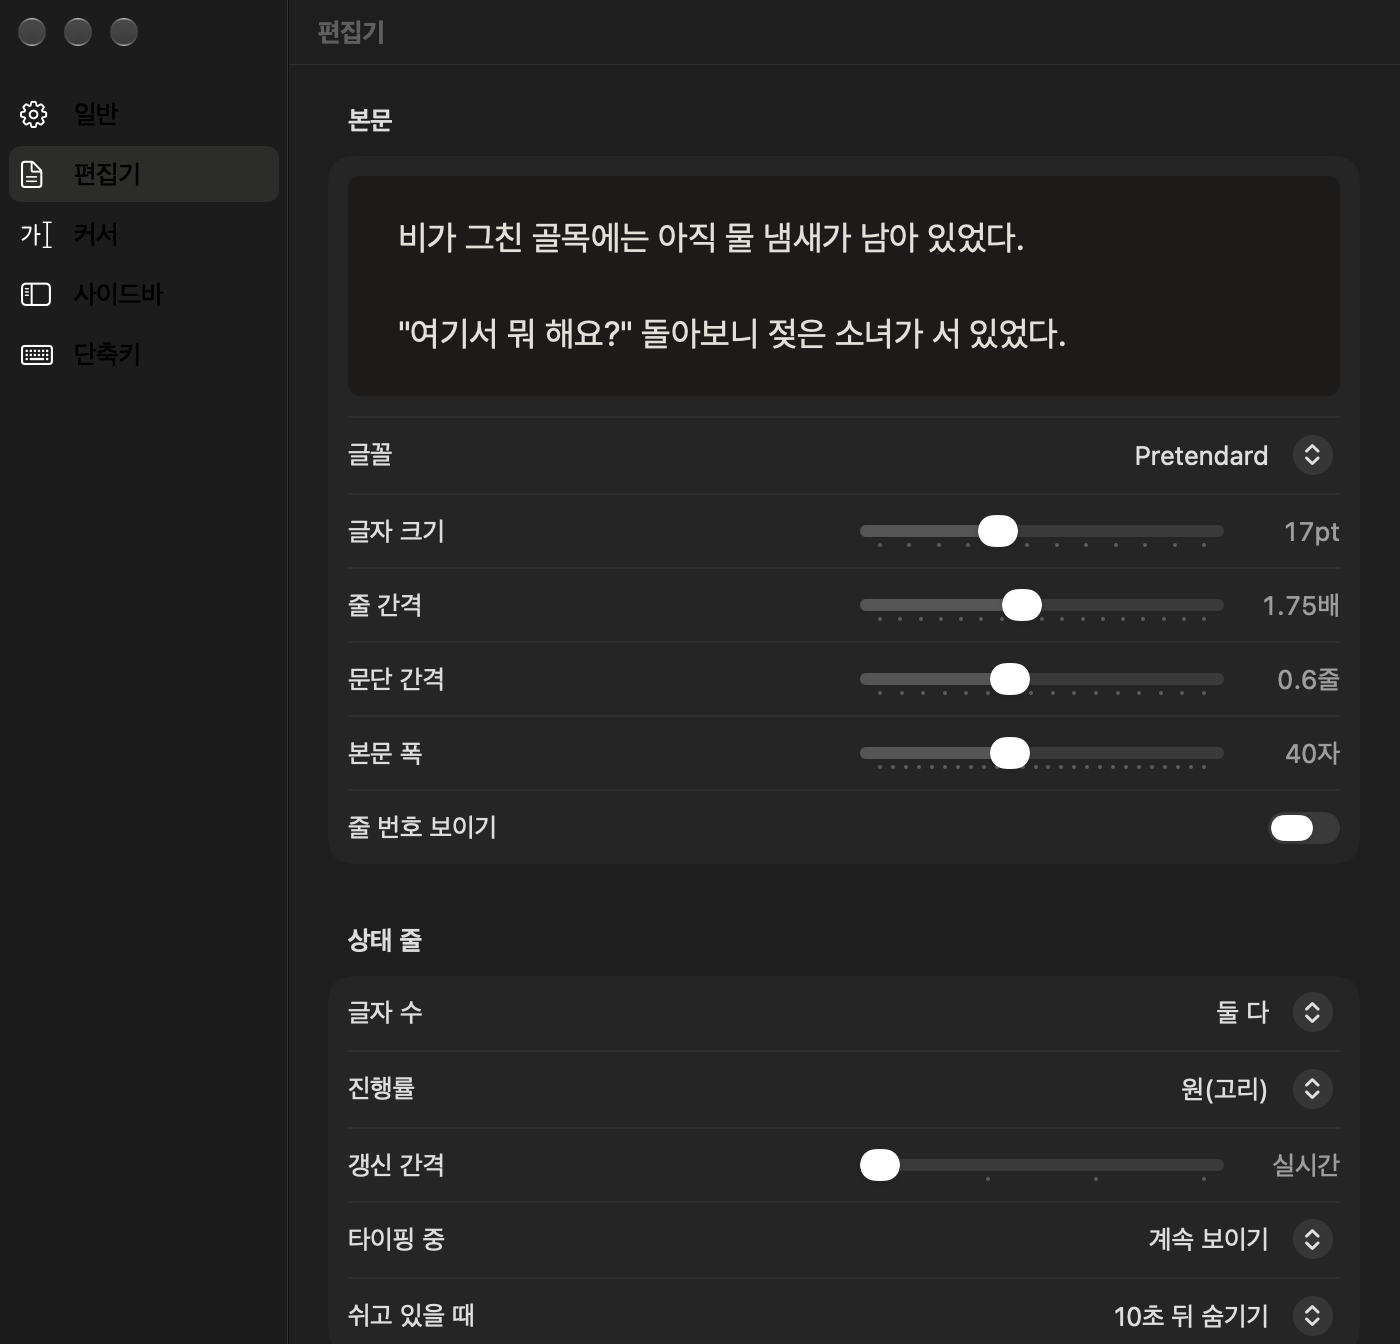 편집기
일반
편집기
가 커서
사이드바
단축키
본문
비가 그친 골목에는 아직 물 냄새가 남아 있었다.
"여기서 뭐 해요?" 돌아보니 젖은 소녀가 서 있었다.
글꼴 Pretendard
글자 크기 17pt
줄 간격 1.75배
문단 간격 0.6줄
본문 폭 40자
줄 번호 보이기
상태 줄
글자 수 둘 다
진행률 원(고리)
갱신 간격 실시간
타이핑 중 계속 보이기
쉬고 있을 때 10초 뒤 숨기기